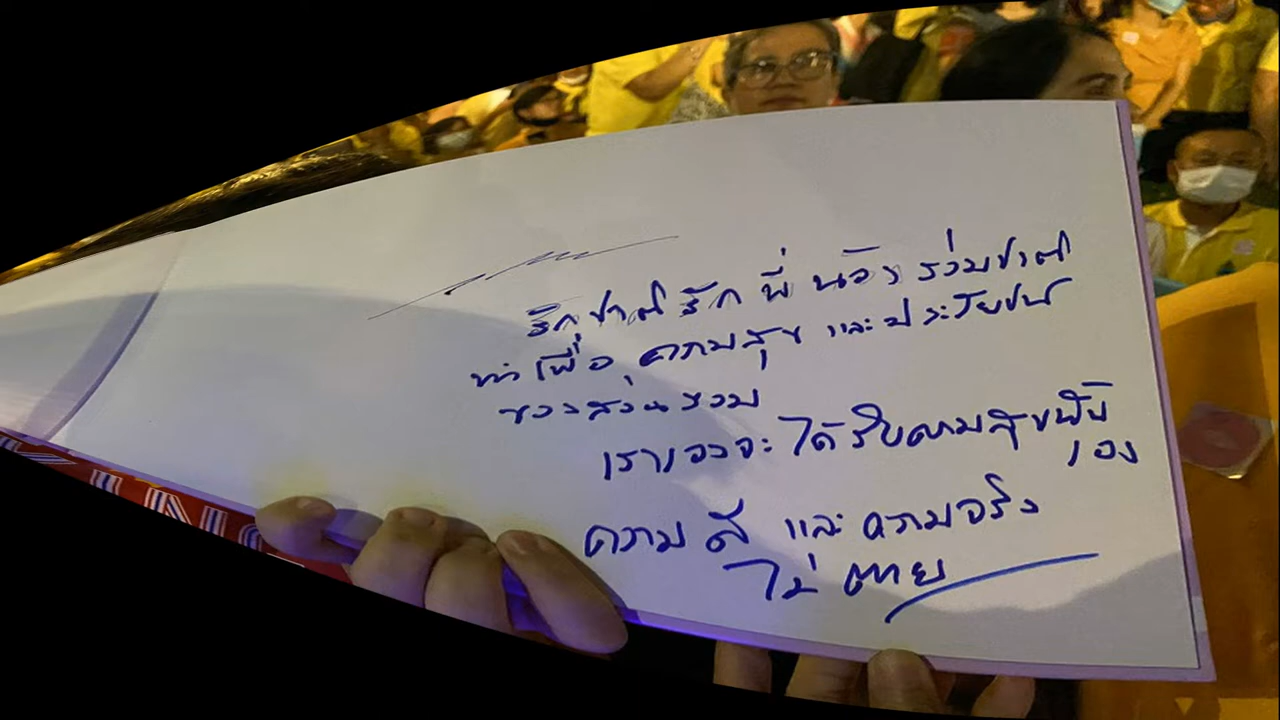 รักชาติ รัก พี่ น้อง ร่วมชาติ
ทำ เพื่อ ความสุข และ ประโยชน์
ของส่วนรวม
เราเองจะ ได้ รับความสุขนั้น
เอง
ความ ดี และ ความจริง
ไม่ ตาย